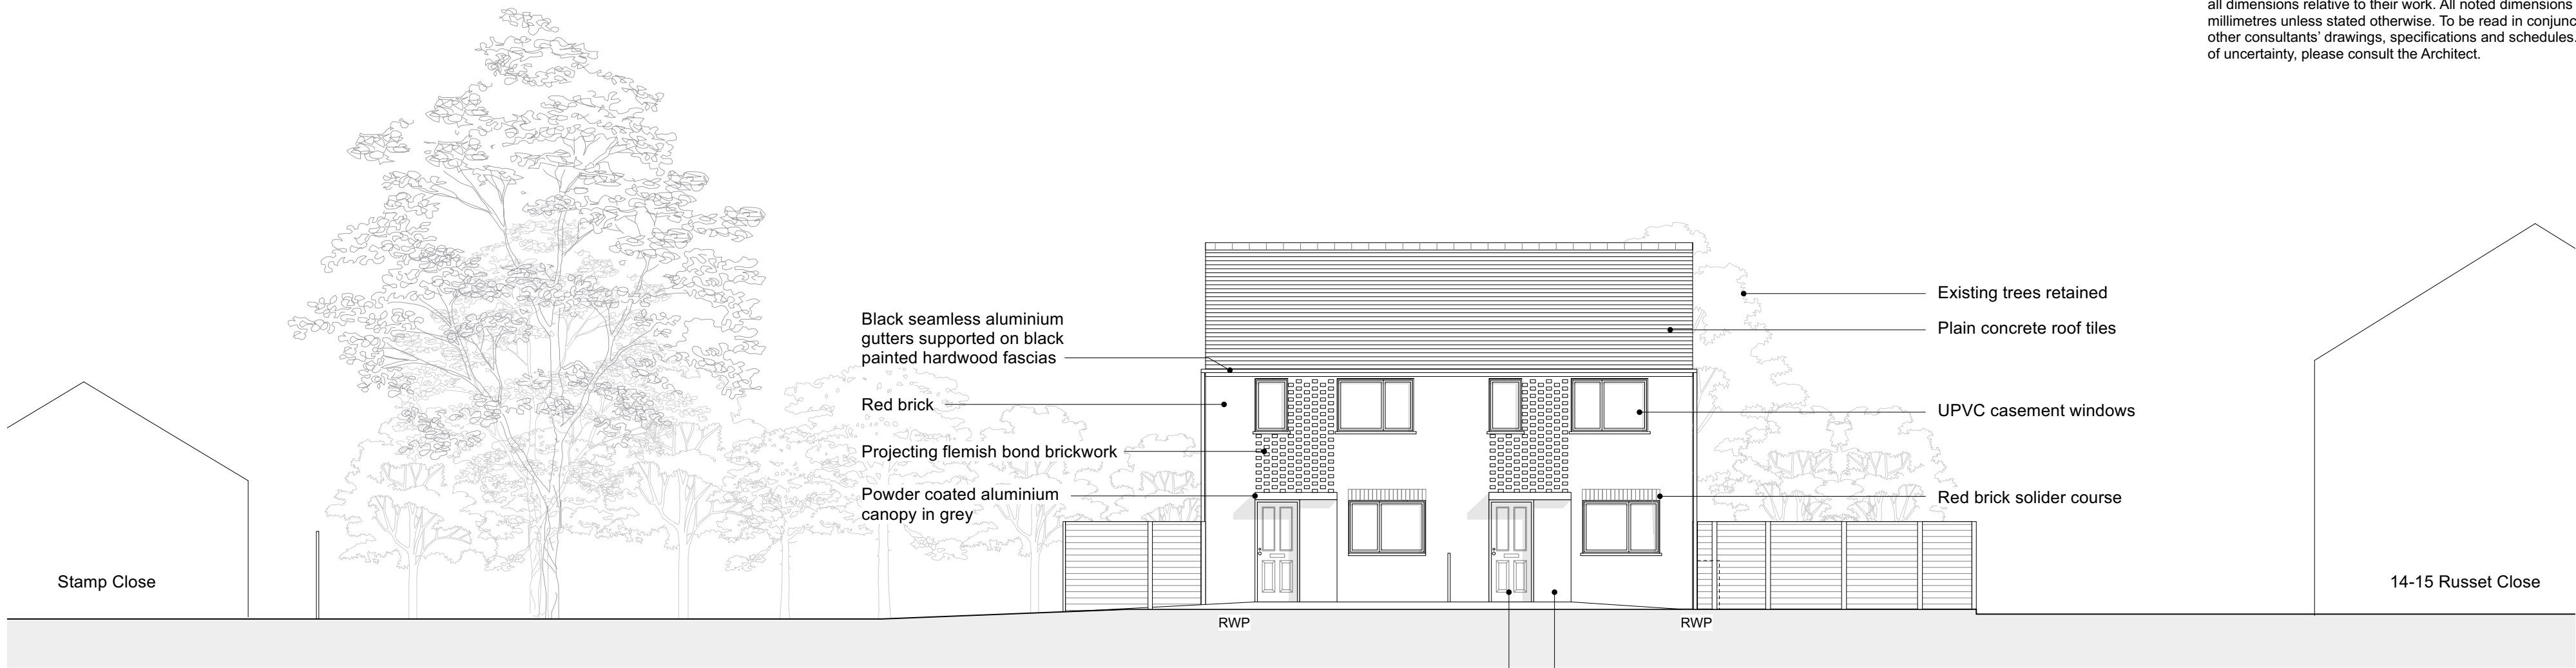 all dimensions relative to their work. All noted dimensions
millimetres unless stated otherwise. To be read in conjunc
other consultants' drawings, specifications and schedules.
of uncertainty, please consult the Architect.
Black seamless aluminium
gutters supported on black
painted hardwood fascias
Red brick
Projecting flemish bond brickwork
Powder coated aluminium
canopy in grey
Existing trees retained
Plain concrete roof tiles
UPVC casement windows
Red brick solider course
Stamp Close
14-15 Russet Close
RWP
RWP